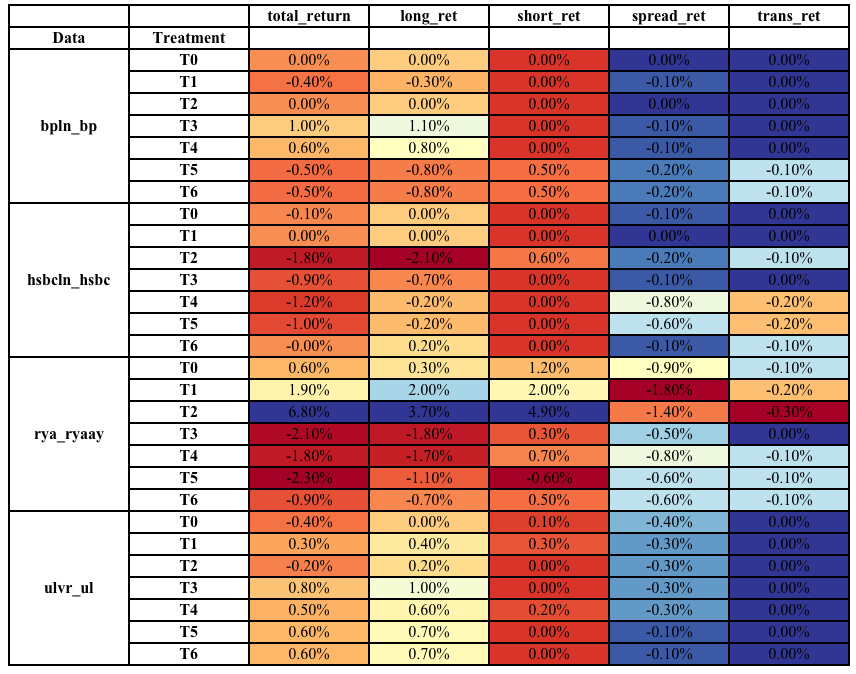 total_return long_ret short_ret spread_ret trans_ret
Data Treatment
bpln_bp T0 0.00% 0.00% 0.00% 0.00% 0.00%
T1 -0.40% -0.30% 0.00% -0.10% 0.00%
T2 0.00% 0.00% 0.00% 0.00% 0.00%
T3 1.00% 1.10% 0.00% -0.10% 0.00%
T4 0.60% 0.80% 0.00% -0.10% 0.00%
T5 -0.50% -0.80% 0.50% -0.20% -0.10%
T6 -0.50% -0.80% 0.50% -0.20% -0.10%
hsbcln_hsbc T0 -0.10% 0.00% 0.00% -0.10% 0.00%
T1 0.00% 0.00% 0.00% 0.00% 0.00%
T2 -1.80% -2.10% 0.60% -0.20% -0.10%
T3 -0.90% -0.70% 0.00% -0.10% 0.00%
T4 -1.20% -0.20% 0.00% -0.80% -0.20%
T5 -1.00% -0.20% 0.00% -0.60% -0.20%
T6 -0.00% 0.20% 0.00% -0.10% -0.10%
rya_ryaay T0 0.60% 0.30% 1.20% -0.90% -0.10%
T1 1.90% 2.00% 2.00% -1.80% -0.20%
T2 6.80% 3.70% 4.90% -1.40% -0.30%
T3 -2.10% -1.80% 0.30% -0.50% 0.00%
T4 -1.80% -1.70% 0.70% -0.80% -0.10%
T5 -2.30% -1.10% -0.60% -0.60% -0.10%
T6 -0.90% -0.70% 0.50% -0.60% -0.10%
ulvr_ul T0 -0.40% 0.00% 0.10% -0.40% 0.00%
T1 0.30% 0.40% 0.30% -0.30% 0.00%
T2 -0.20% 0.20% 0.00% -0.30% 0.00%
T3 0.80% 1.00% 0.00% -0.30% 0.00%
T4 0.50% 0.60% 0.20% -0.30% 0.00%
T5 0.60% 0.70% 0.00% -0.10% 0.00%
T6 0.60% 0.70% 0.00% -0.10% 0.00%